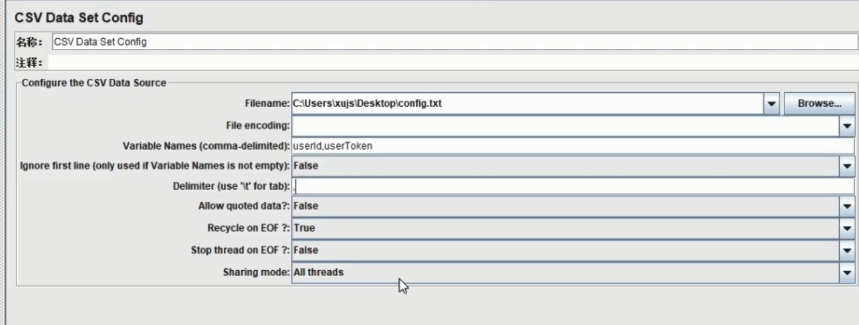 CSV Data Set Config
名称: CSV Data Set Config
注释:
Configure the CSV Data Source
Filename: C:\Users\xujs\Desktop\config.txt Browse...
File encoding:
Variable Names (comma-delimited): userId,userToken
Ignore first line (only used if Variable Names is not empty): False
Delimiter (use '\t' for tab): ,
Allow quoted data?: False
Recycle on EOF ?: True
Stop thread on EOF ?: False
Sharing mode: All threads